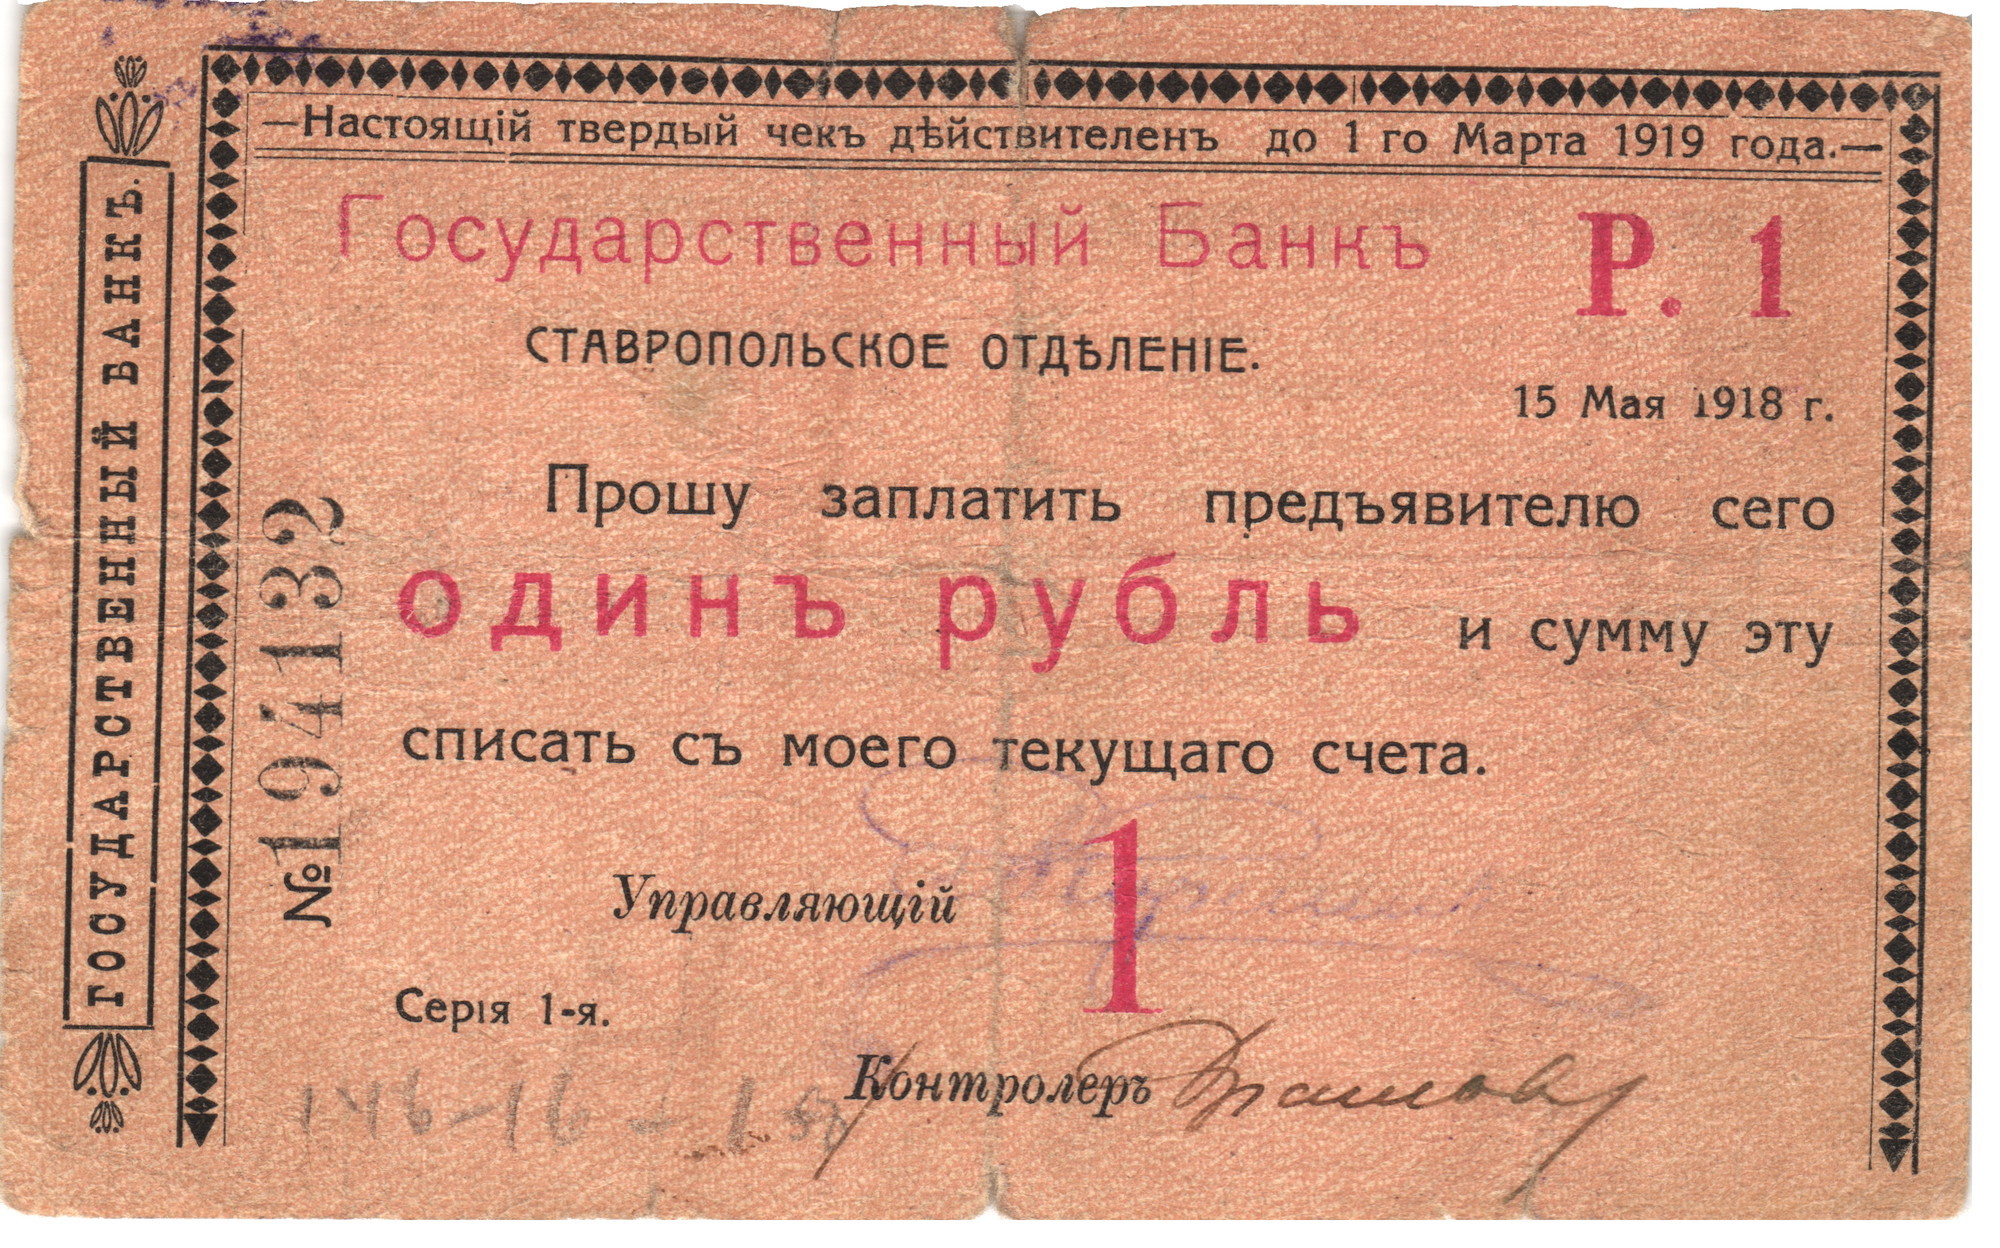 —Настоящій твердый чекъ дѣйствителенъ до 1 го Марта 1919 года.—
ГОСУДАРСТВЕННЫЙ БАНКЪ.
Государственный Банкъ Р. 1
СТАВРОПОЛЬСКОЕ ОТДѢЛЕНІЕ.
15 Мая 1918 г.
№ 194132
Прошу заплатить предъявителю сего
одинъ рубль и сумму эту
списать съ моего текущаго счета.
1
Управляющій
Серія 1-я.
Контролеръ